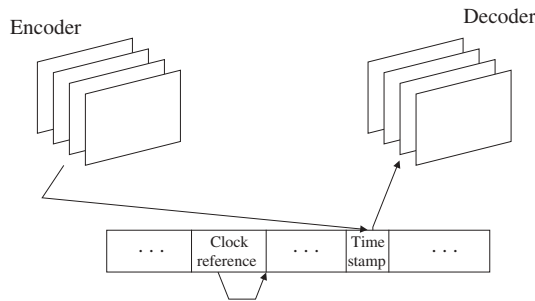 Encoder
Decoder
. . .
Clock
reference
. . .
Time
stamp
. . .